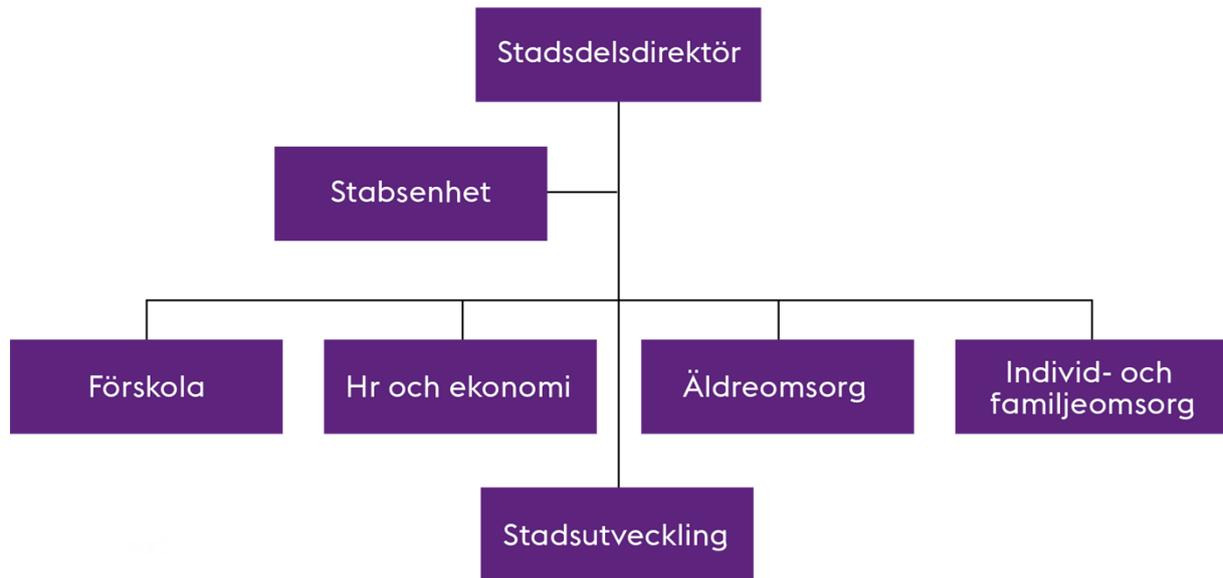 Stadsdelsdirektör
Stabsenhet
Förskola
Hr och ekonomi
Äldreomsorg
Individ- och
familjeomsorg
Stadsutveckling